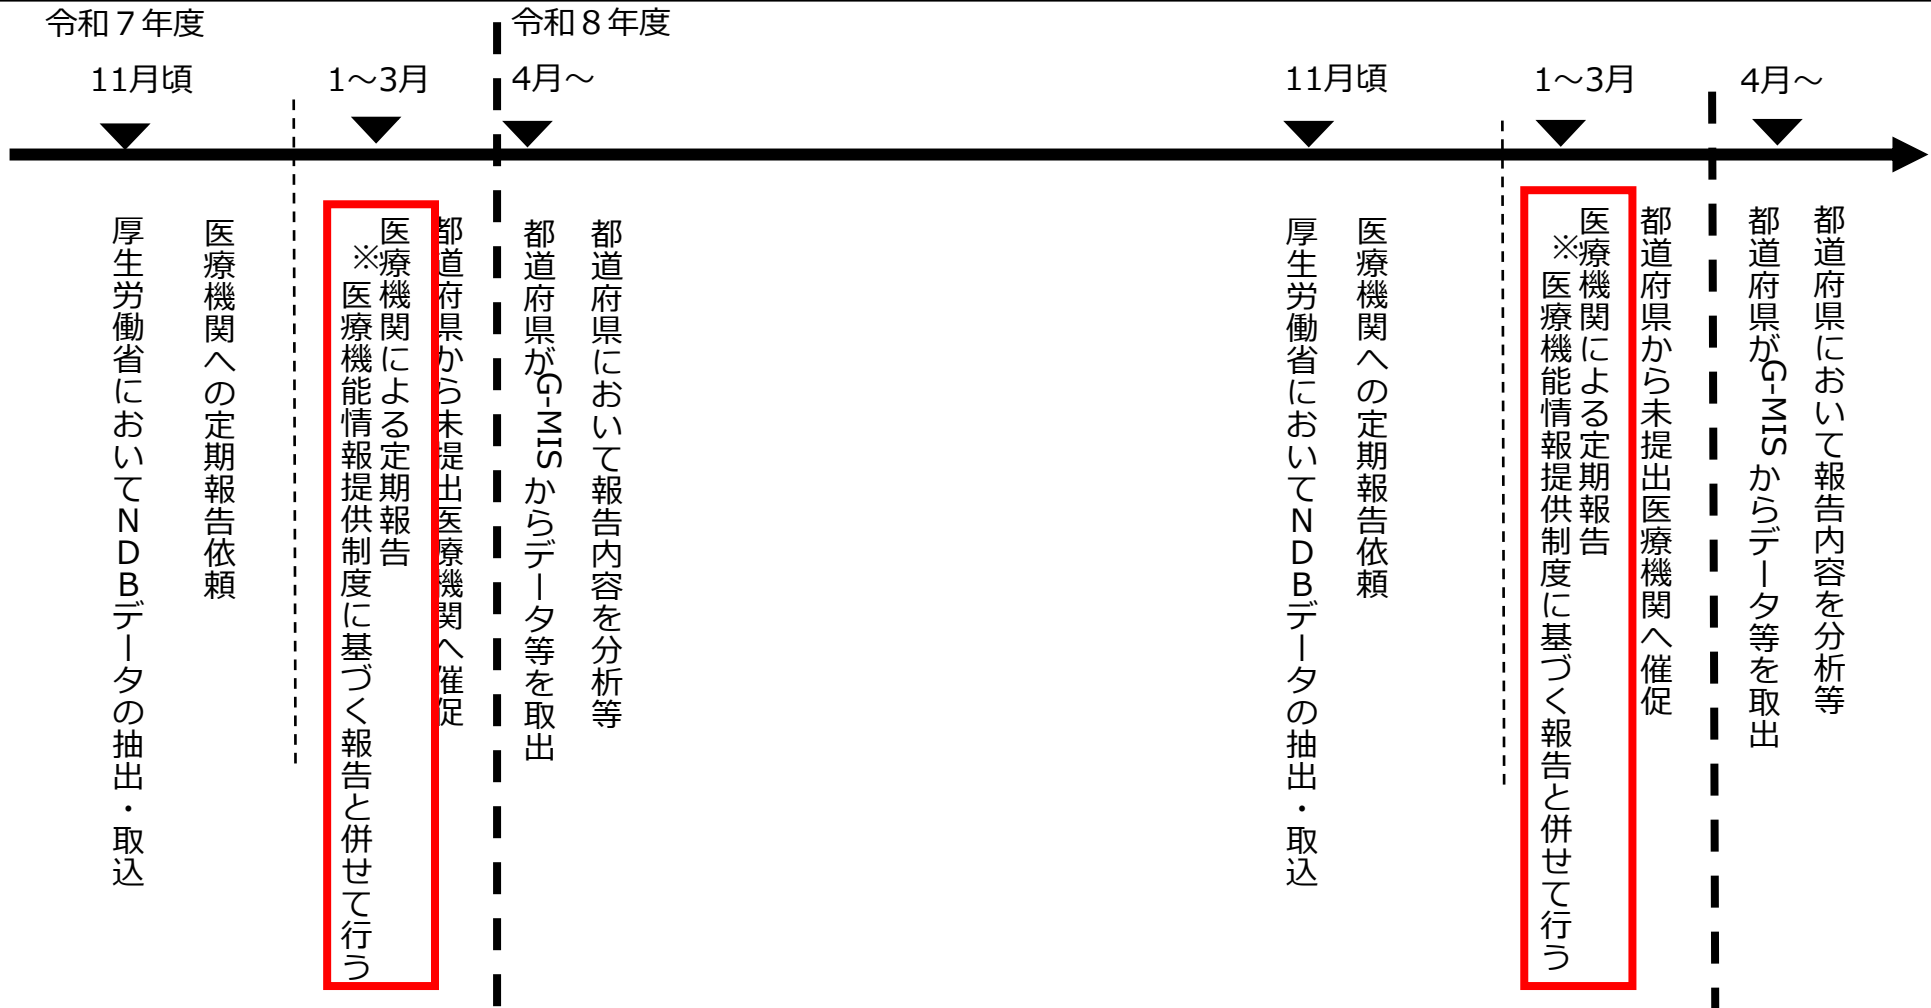 令和７年度
令和８年度
11月頃
1～3月
4月～
11月頃
1～3月
4月～
厚生労働省においてＮＤＢデータの抽出・取込
医療機関への定期報告依頼
医療機関による定期報告
※医療機能情報提供制度に基づく報告と併せて行う
都道府県から未提出医療機関へ催促
都道府県がG-MISからデータ等を取出
都道府県において報告内容を分析等
厚生労働省においてＮＤＢデータの抽出・取込
医療機関への定期報告依頼
医療機関による定期報告
※医療機能情報提供制度に基づく報告と併せて行う
都道府県から未提出医療機関へ催促
都道府県がG-MISからデータ等を取出
都道府県において報告内容を分析等